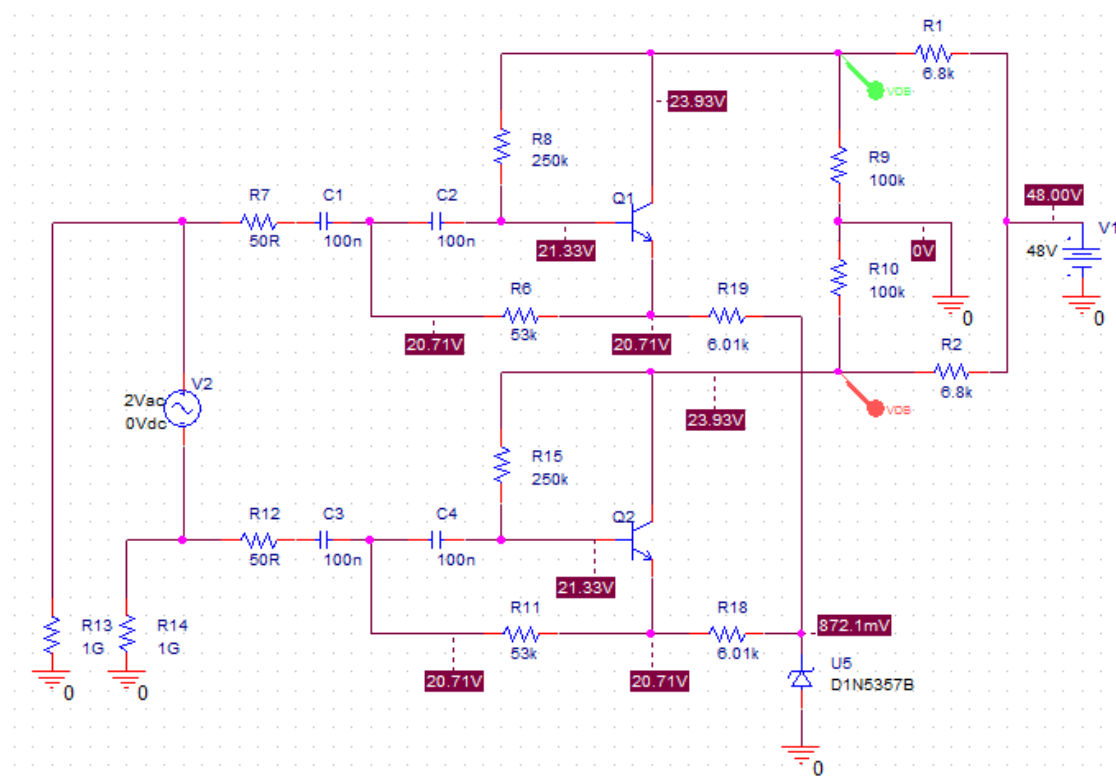 R1
6.8k
VDB
23.93V
R8
250k
R9
100k
R7
50R
C1
100n
C2
100n
Q1
21.33V
48.00V
V1
48V
0V
R10
100k
0
0
R6
53k
R19
6.01k
20.71V
20.71V
R2
6.8k
V2
2Vac
0Vdc
VDB
23.93V
R15
250k
R12
50R
C3
100n
C4
100n
Q2
21.33V
R13
1G
R14
1G
R11
53k
R18
6.01k
872.1mV
U5
D1N5357B
20.71V
20.71V
0
0
0